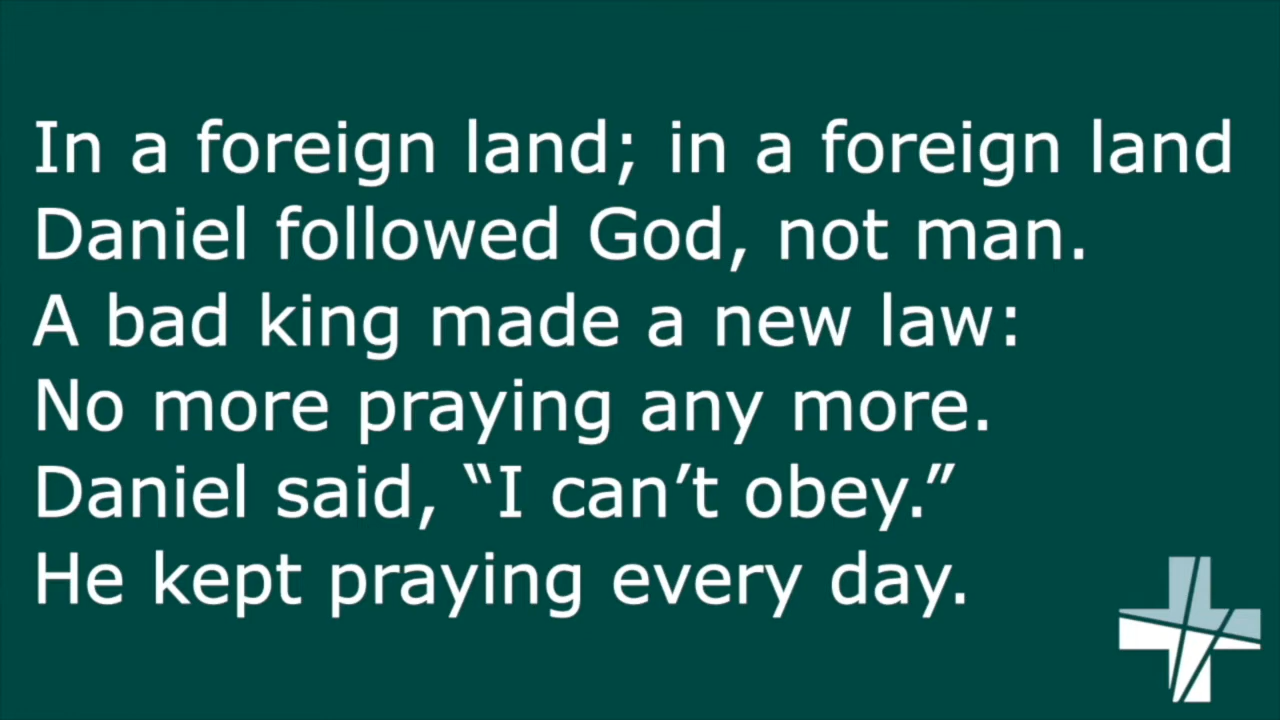 In a foreign land; in a foreign land
Daniel followed God, not man.
A bad king made a new law:
No more praying any more.
Daniel said, “I can’t obey.”
He kept praying every day.